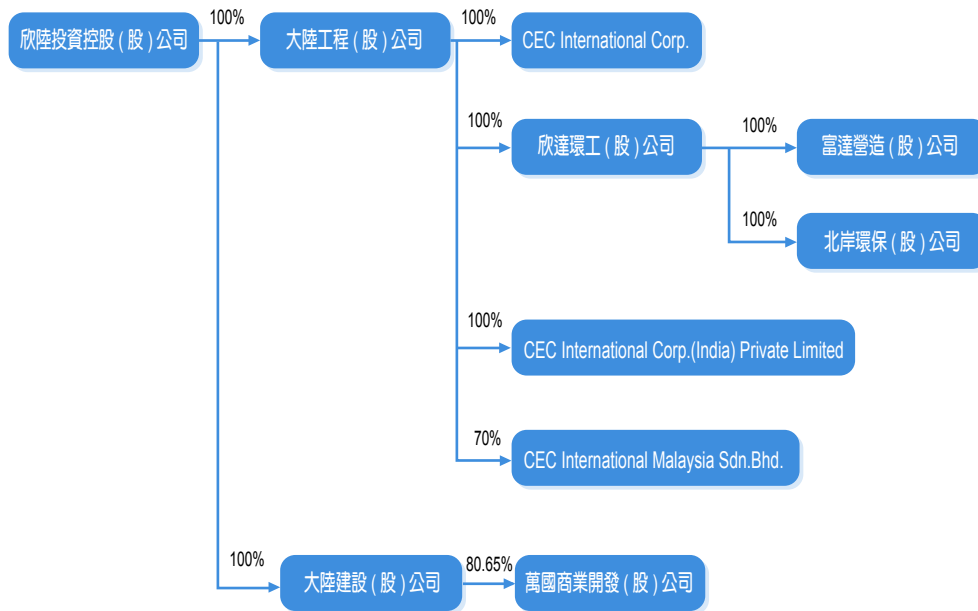 100%
100%
100%
欣陸投資控股 ( 股 ) 公司
大陸工程 ( 股 ) 公司
CEC International Corp.
100%
100%
欣達環工 ( 股 ) 公司
富達營造 ( 股 ) 公司
100%
北岸環保 ( 股 ) 公司
100%
CEC International Corp.(India) Private Limited
70%
CEC International Malaysia Sdn.Bhd.
100%
80.65%
大陸建設 ( 股 ) 公司
萬國商業開發 ( 股 ) 公司